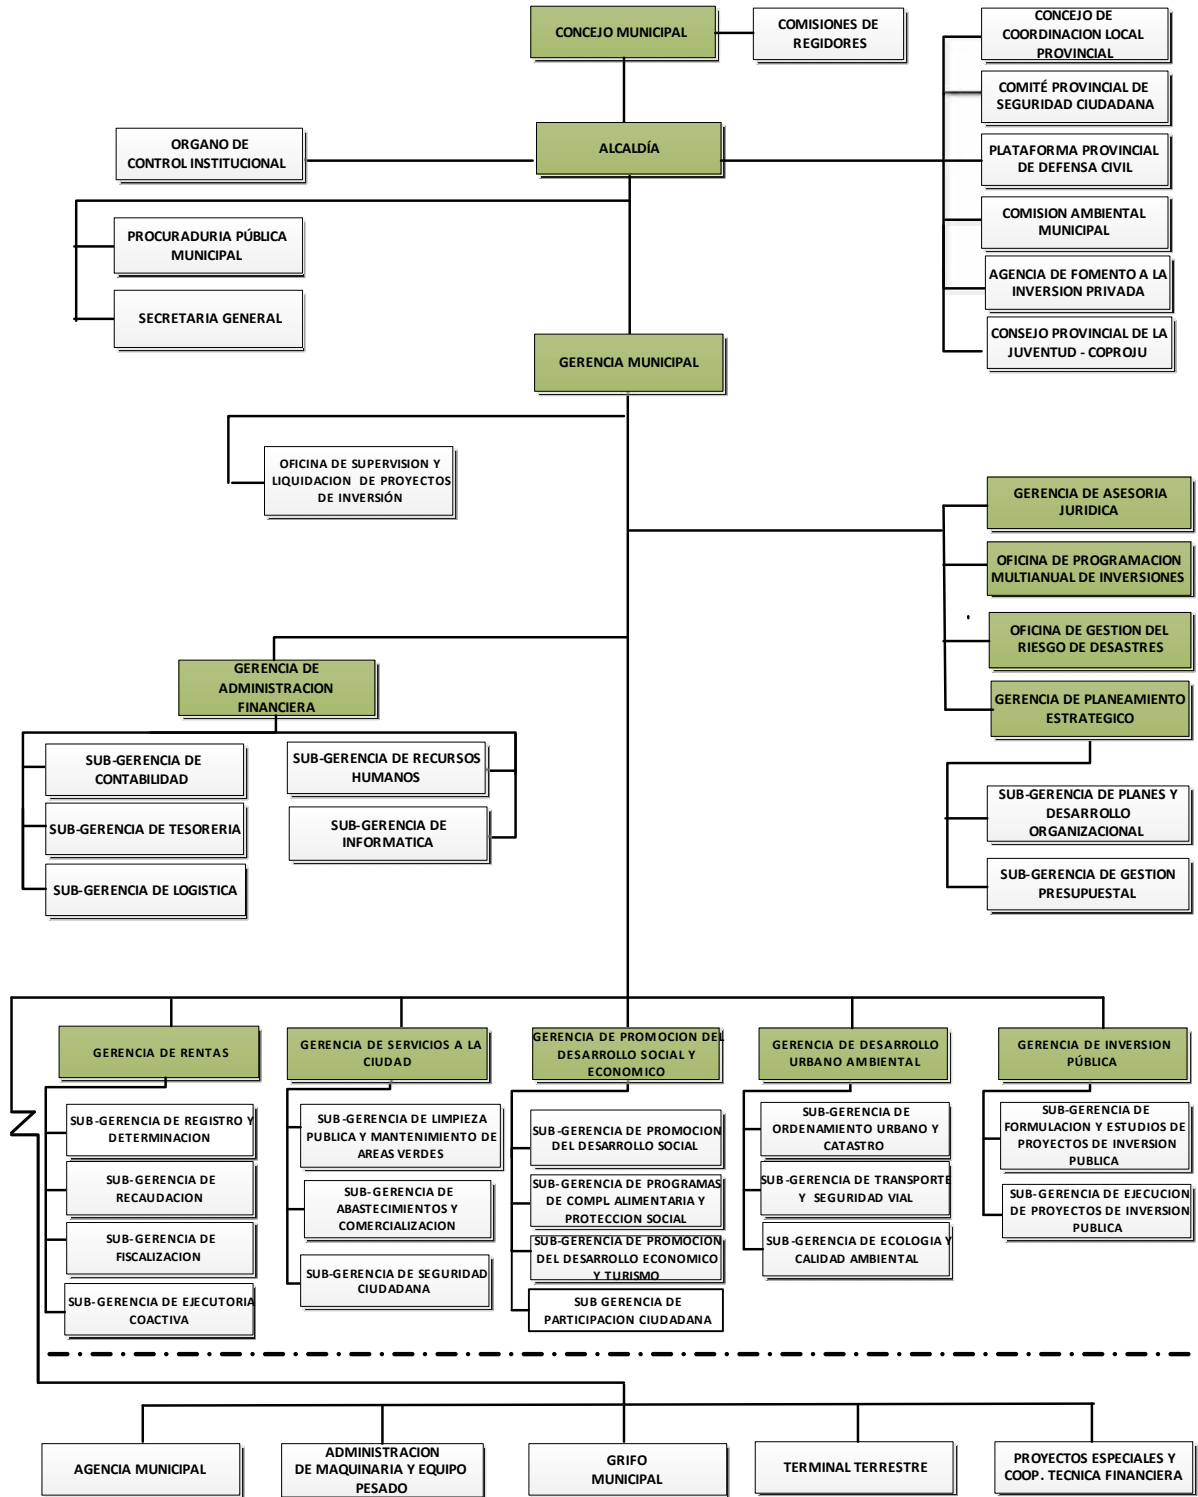 CONCEJO MUNICIPAL
COMISIONES DE
REGIDORES
CONCEJO DE
COORDINACION LOCAL
PROVINCIAL
COMITÉ PROVINCIAL DE
SEGURIDAD CIUDADANA
ORGANO DE
CONTROL INSTITUCIONAL
ALCALDÍA
PLATAFORMA PROVINCIAL
DE DEFENSA CIVIL
PROCURADURIA PÚBLICA
MUNICIPAL
COMISION AMBIENTAL
MUNICIPAL
AGENCIA DE FOMENTO A LA
INVERSION PRIVADA
SECRETARIA GENERAL
CONSEJO PROVINCIAL DE LA
JUVENTUD - COPROJU
GERENCIA MUNICIPAL
OFICINA DE SUPERVISION Y
LIQUIDACION DE PROYECTOS
DE INVERSIÓN
GERENCIA DE ASESORIA
JURIDICA
OFICINA DE PROGRAMACION
MULTIANUAL DE INVERSIONES
OFICINA DE GESTION DEL
RIESGO DE DESASTRES
GERENCIA DE PLANEAMIENTO
ESTRATEGICO
GERENCIA DE
ADMINISTRACION
FINANCIERA
SUB-GERENCIA DE
CONTABILIDAD
SUB-GERENCIA DE RECURSOS
HUMANOS
SUB-GERENCIA DE TESORERIA
SUB-GERENCIA DE
INFORMATICA
SUB-GERENCIA DE LOGISTICA
SUB-GERENCIA DE PLANES Y
DESARROLLO
ORGANIZACIONAL
SUB-GERENCIA DE GESTION
PRESUPUESTAL
GERENCIA DE RENTAS
GERENCIA DE SERVICIOS A LA
CIUDAD
GERENCIA DE PROMOCION DEL
DESARROLLO SOCIAL Y
ECONOMICO
GERENCIA DE DESARROLLO
URBANO AMBIENTAL
GERENCIA DE INVERSION
PÚBLICA
SUB-GERENCIA DE REGISTRO Y
DETERMINACION
SUB-GERENCIA DE
RECAUDACION
SUB-GERENCIA DE
FISCALIZACION
SUB-GERENCIA DE EJECUTORIA
COACTIVA
SUB-GERENCIA DE LIMPIEZA
PUBLICA Y MANTENIMIENTO DE
AREAS VERDES
SUB-GERENCIA DE
ABASTECIMIENTOS Y
COMERCIALIZACION
SUB-GERENCIA DE SEGURIDAD
CIUDADANA
SUB-GERENCIA DE PROMOCION
DEL DESARROLLO SOCIAL
SUB-GERENCIA DE PROGRAMAS
DE COMPL ALIMENTARIA Y
PROTECCION SOCIAL
SUB-GERENCIA DE PROMOCION
DEL DESARROLLO ECONOMICO
Y TURISMO
SUB GERENCIA DE
PARTICIPACION CIUDADANA
SUB-GERENCIA DE
ORDENAMIENTO URBANO Y
CATASTRO
SUB-GERENCIA DE TRANSPORTE
Y SEGURIDAD VIAL
SUB-GERENCIA DE ECOLOGIA Y
CALIDAD AMBIENTAL
SUB-GERENCIA DE
FORMULACION Y ESTUDIOS DE
PROYECTOS DE INVERSION
PUBLICA
SUB-GERENCIA DE EJECUCION
DE PROYECTOS DE INVERSION
PUBLICA
AGENCIA MUNICIPAL
ADMINISTRACION
DE MAQUINARIA Y EQUIPO
PESADO
GRIFO
MUNICIPAL
TERMINAL TERRESTRE
PROYECTOS ESPECIALES Y
COOP. TECNICA FINANCIERA